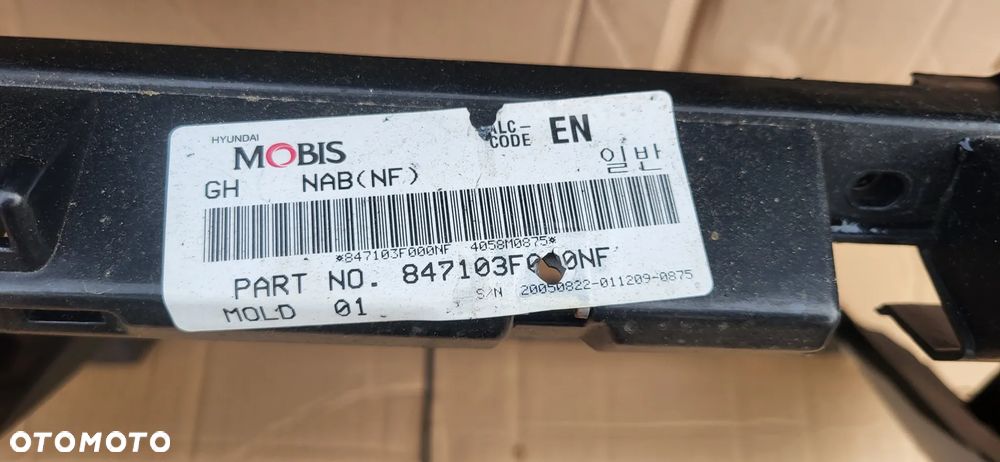 HYUNDAI
MOBIS
ALC-
CODE EN
GH NAB(NF) 일반
*847103F000NF 4058M0875*
PART NO. 847103F000NF
S/N 20050822-011209-0875
MOLD 01
OTOMOTO